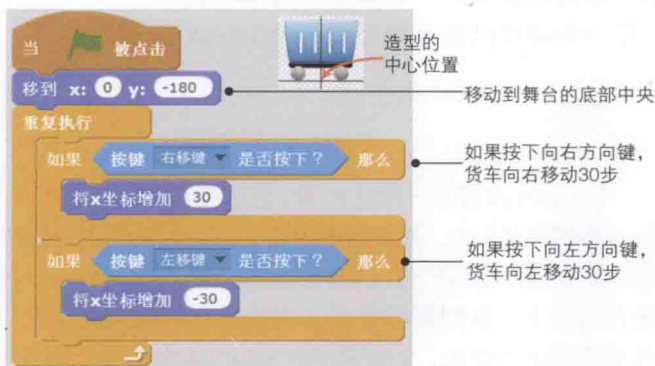 当 被点击
造型的
中心位置
移到 x: 0 y: -180
移动到舞台的底部中央
重复执行
如果 按键 右移键 是否按下？ 那么
如果按下向右方向键，
货车向右移动30步
将x坐标增加 30
如果 按键 左移键 是否按下？ 那么
如果按下向左方向键，
货车向左移动30步
将x坐标增加 -30